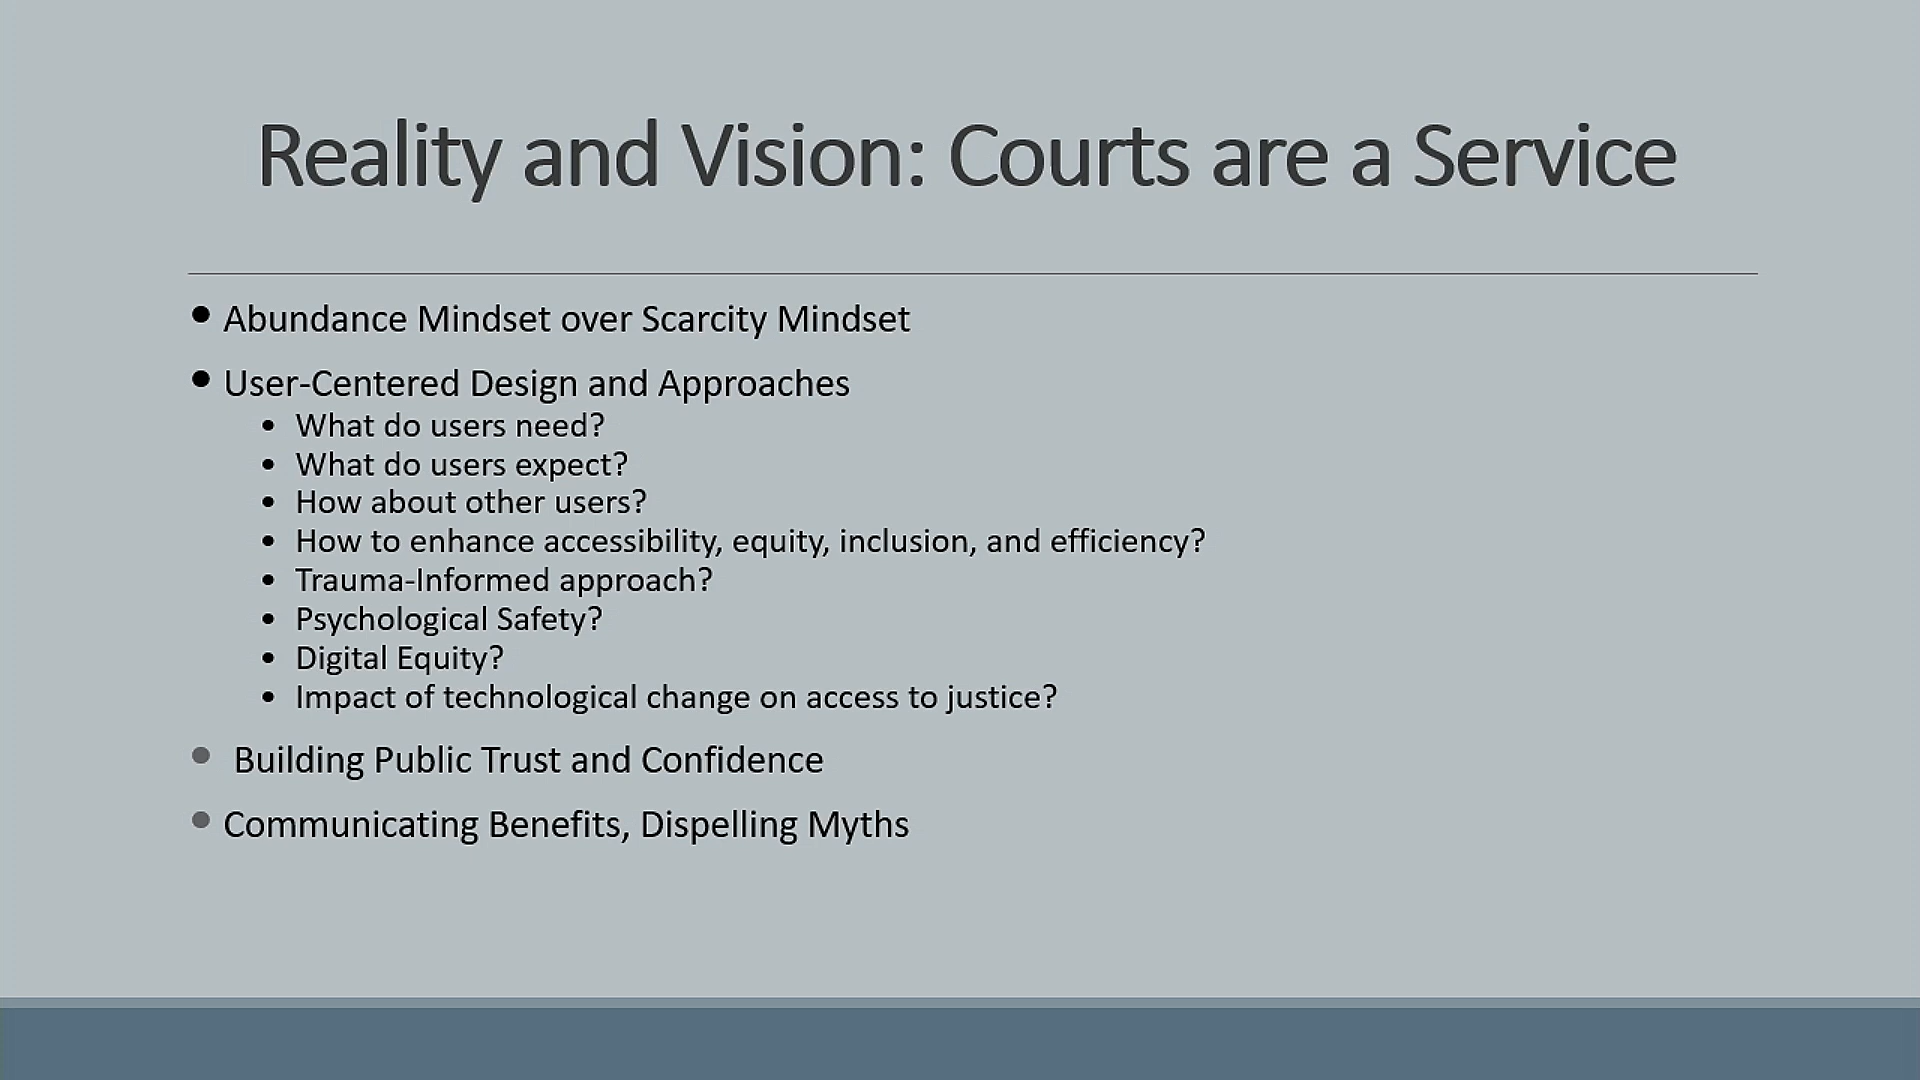 Reality and Vision: Courts are a Service
• Abundance Mindset over Scarcity Mindset
• User-Centered Design and Approaches
• What do users need?
• What do users expect?
• How about other users?
• How to enhance accessibility, equity, inclusion, and efficiency?
• Trauma-Informed approach?
• Psychological Safety?
• Digital Equity?
• Impact of technological change on access to justice?
• Building Public Trust and Confidence
• Communicating Benefits, Dispelling Myths